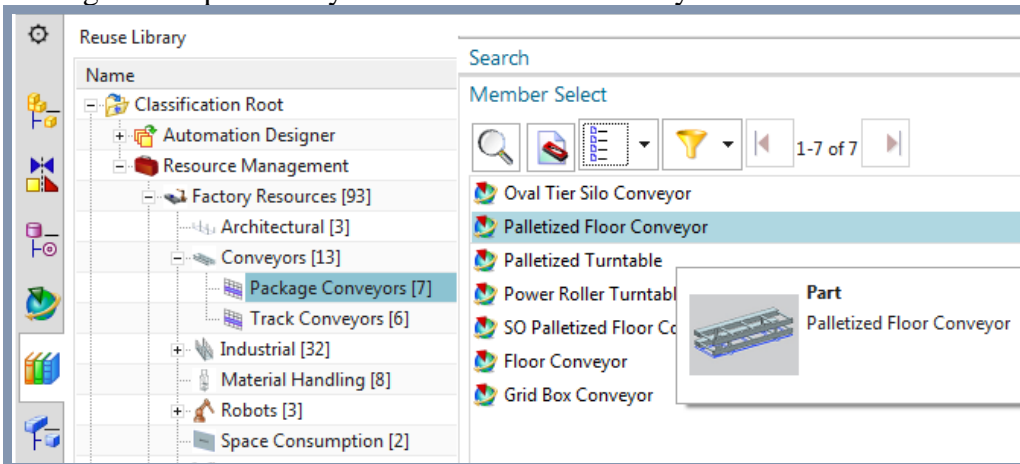 Reuse Library
Name
Classification Root
Automation Designer
Resource Management
Factory Resources [93]
Architectural [3]
Conveyors [13]
Package Conveyors [7]
Track Conveyors [6]
Industrial [32]
Material Handling [8]
Robots [3]
Space Consumption [2]
Search
Member Select
1-7 of 7
Oval Tier Silo Conveyor
Palletized Floor Conveyor
Palletized Turntable
Power Roller Turntabl
SO Palletized Floor Co
Floor Conveyor
Grid Box Conveyor
Part
Palletized Floor Conveyor